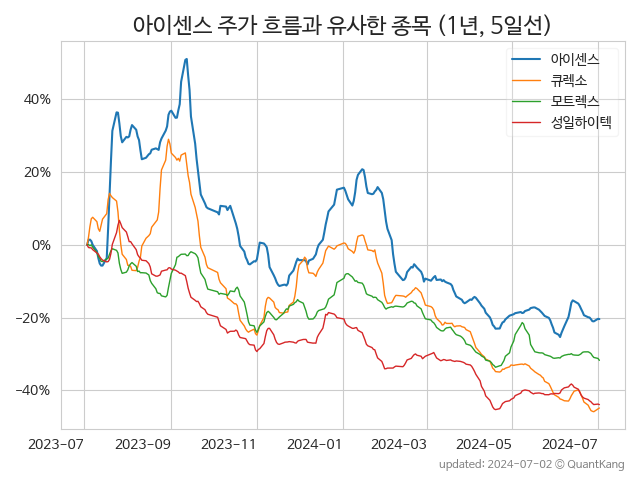 아이센스 주가 흐름과 유사한 종목 (1년, 5일선)
아이센스
큐렉소
모트렉스
성일하이텍
40%
20%
0%
−20%
−40%
2023-07
2023-09
2023-11
2024-01
2024-03
2024-05
2024-07
updated: 2024-07-02 © QuantKang